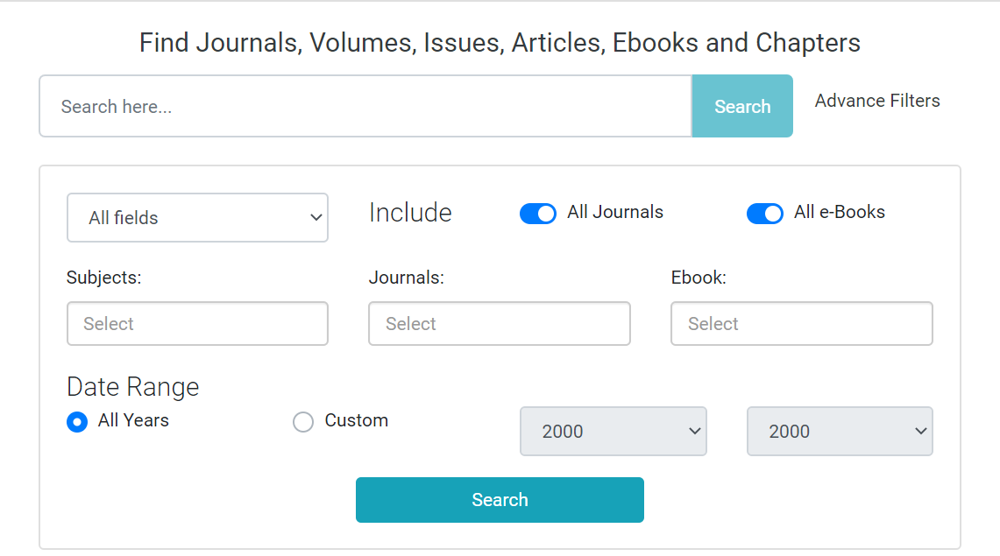 Find Journals, Volumes, Issues, Articles, Ebooks and Chapters
Search here...
Search
Advance Filters
All fields
Include
All Journals
All e-Books
Subjects:
Journals:
Ebook:
Select
Select
Select
Date Range
All Years
Custom
2000
2000
Search